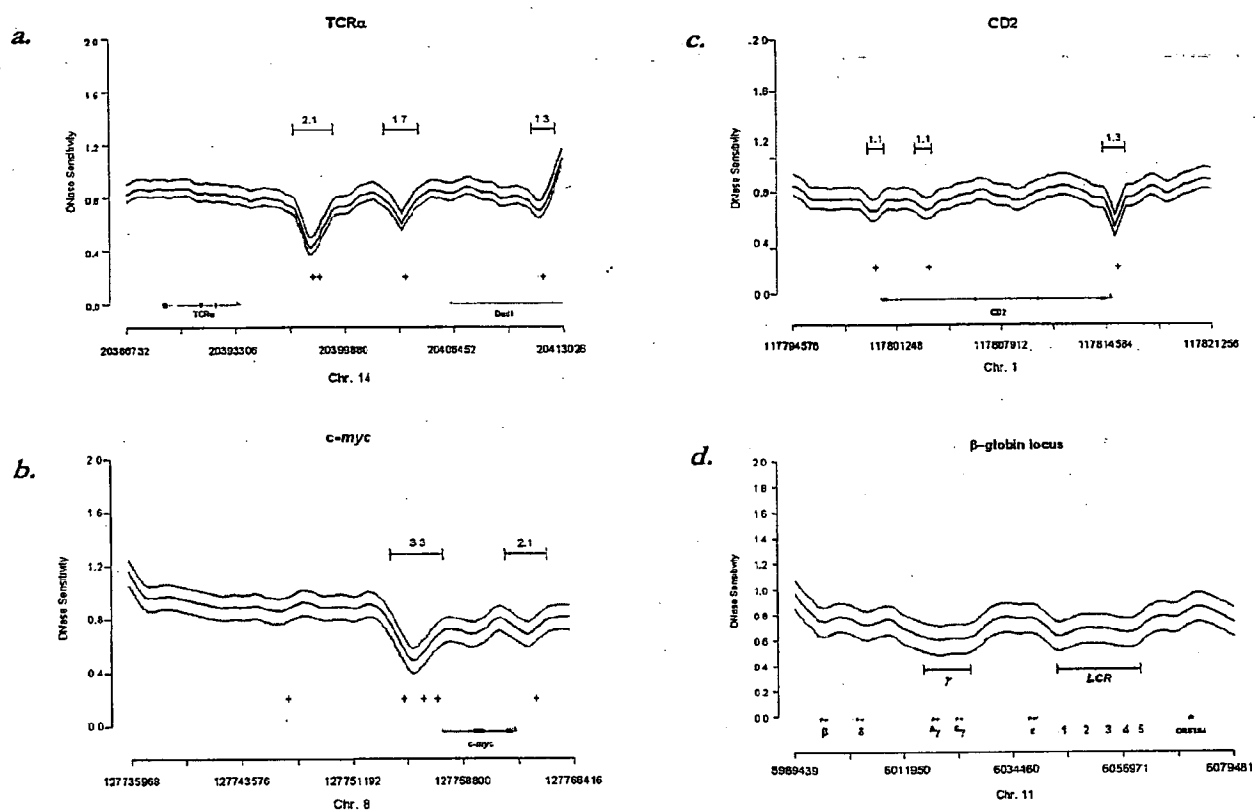 a.
TCRα
2.0
1.6
1.2
0.8
0.4
0.0
DNase Sensitivity
2.1
1.7
1.3
+ +
+
+
TCRα
Dad1
20386732
20393306
20399880
20406452
20413026
Chr. 14
c.
CD2
2.0
1.6
1.2
0.8
0.4
0.0
DNase Sensitivity
1.1
1.1
1.3
+
+
+
CD2
117794576
117801248
117807912
117814584
117821256
Chr. 1
b.
c-myc
2.0
1.6
1.2
0.8
0.4
0.0
DNase Sensitivity
3.3
2.1
+
+ + +
+
c-myc
127735968
127743576
127751192
127758800
127766416
Chr. 8
d.
β-globin locus
2.0
1.8
1.6
1.4
1.2
1.0
0.8
0.6
0.4
0.2
0.0
DNase Sensitivity
γ
LCR
β
δ
ε
1 2 3 4 5
5989439
6011950
6034460
6056971
6079481
Chr. 11